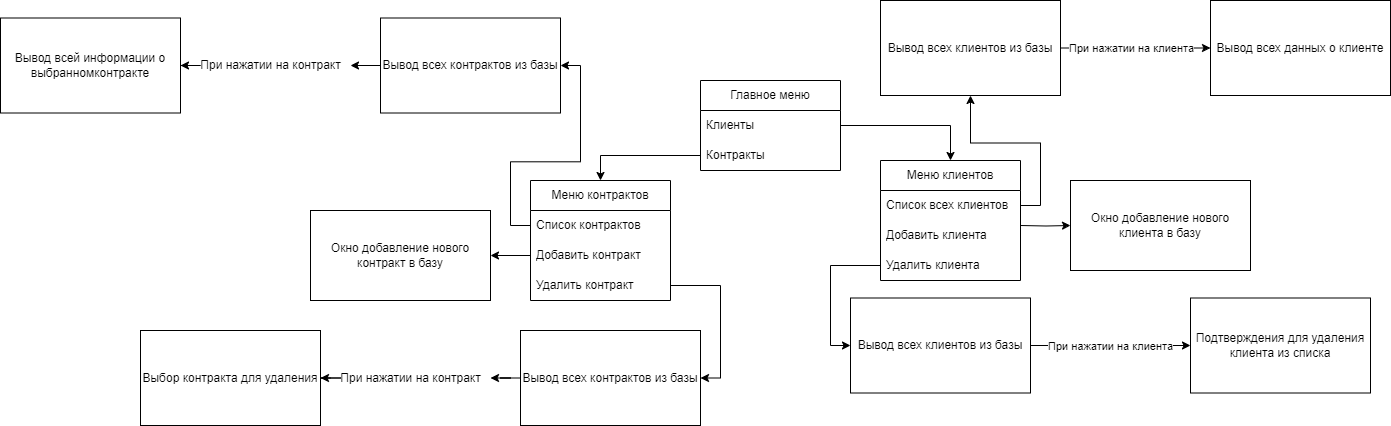 Вывод всех клиентов из базы
При нажатии на клиента
Вывод всех данных о клиенте
Вывод всей информации о
выбранномконтракте
При нажатии на контракт
Вывод всех контрактов из базы
Главное меню
Клиенты
Контракты
Меню контрактов
Список контрактов
Добавить контракт
Удалить контракт
Меню клиентов
Список всех клиентов
Добавить клиента
Удалить клиента
Окно добавление нового
контракт в базу
Окно добавление нового
клиента в базу
Вывод всех клиентов из базы
При нажатии на клиента
Подтверждения для удаления
клиента из списка
Выбор контракта для удаления
При нажатии на контракт
Вывод всех контрактов из базы